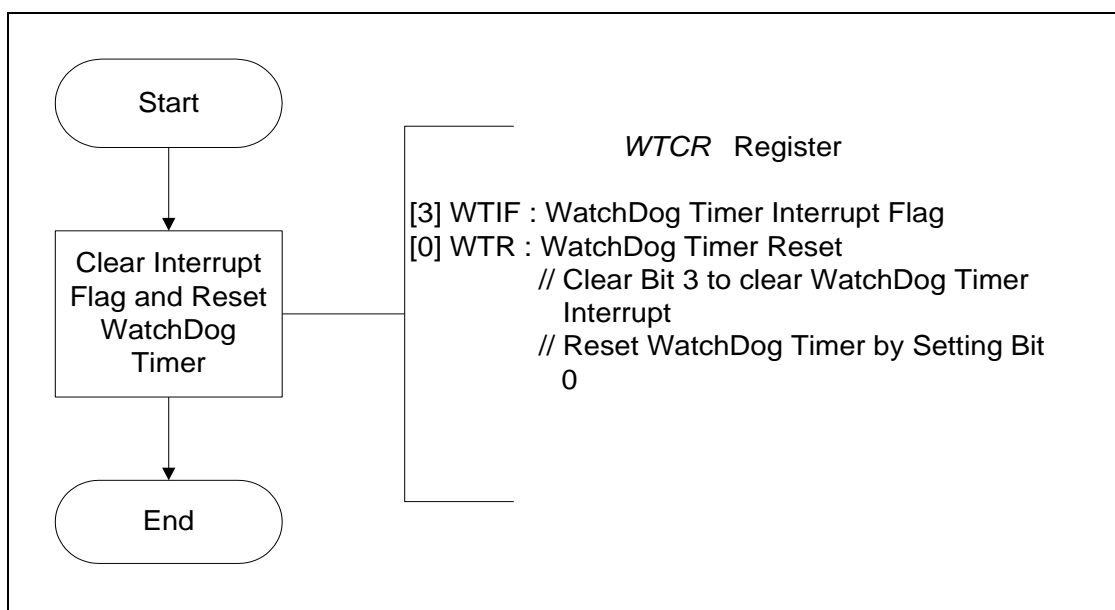 Start
Clear Interrupt
Flag and Reset
WatchDog
Timer
End
WTCR Register
[3] WTIF : WatchDog Timer Interrupt Flag
[0] WTR : WatchDog Timer Reset
// Clear Bit 3 to clear WatchDog Timer
Interrupt
// Reset WatchDog Timer by Setting Bit
0